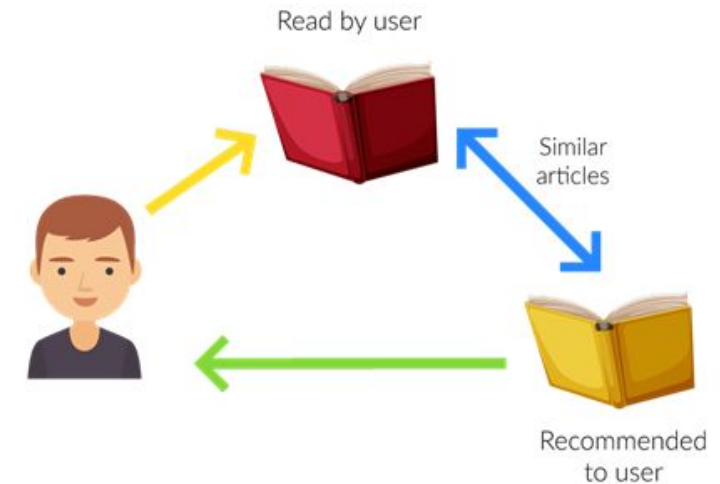 Read by user
Similar
articles
Recommended
to user